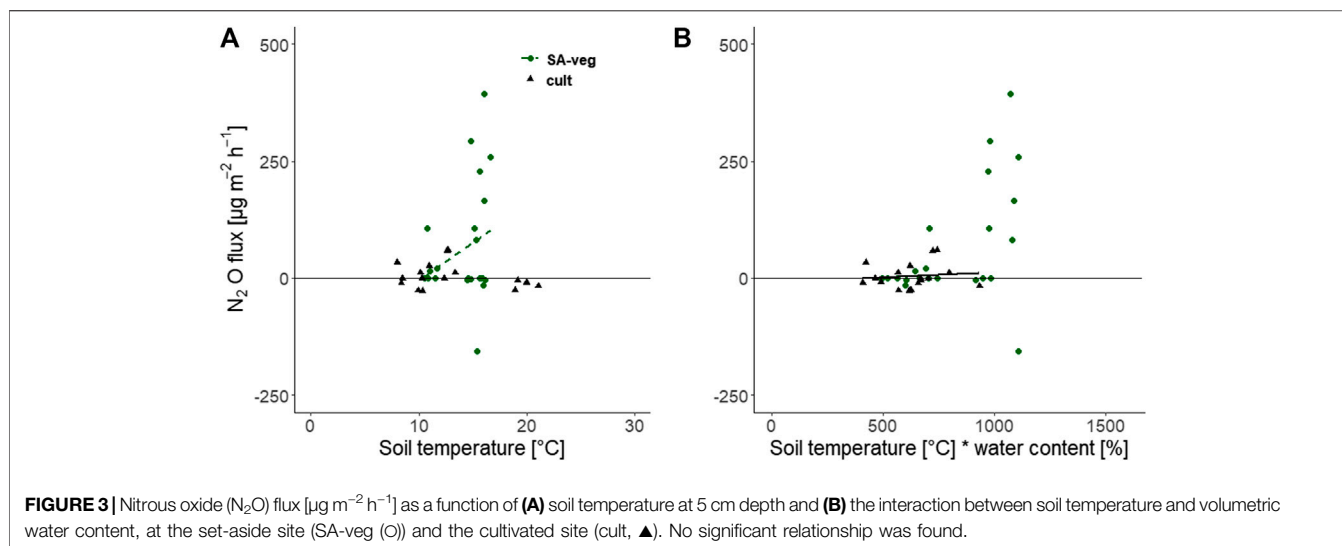 A
B
500
250
0
-250
N₂ O flux [µg m⁻² h⁻¹]
SA-veg
cult
0 10 20 30
Soil temperature [°C]
500
250
0
-250
0 500 1000 1500
Soil temperature [°C] * water content [%]
FIGURE 3 | Nitrous oxide (N₂O) flux [µg m⁻² h⁻¹] as a function of (A) soil temperature at 5 cm depth and (B) the interaction between soil temperature and volumetric
water content, at the set-aside site (SA-veg (O)) and the cultivated site (cult, ▲). No significant relationship was found.